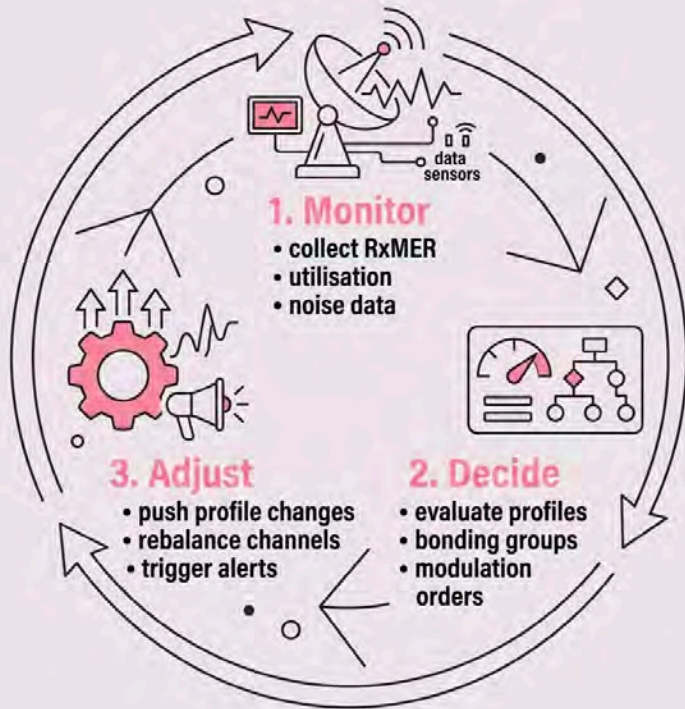 data
sensors
1. Monitor
• collect RxMER
• utilisation
• noise data
3. Adjust
• push profile changes
• rebalance channels
• trigger alerts
2. Decide
• evaluate profiles
• bonding groups
• modulation
orders